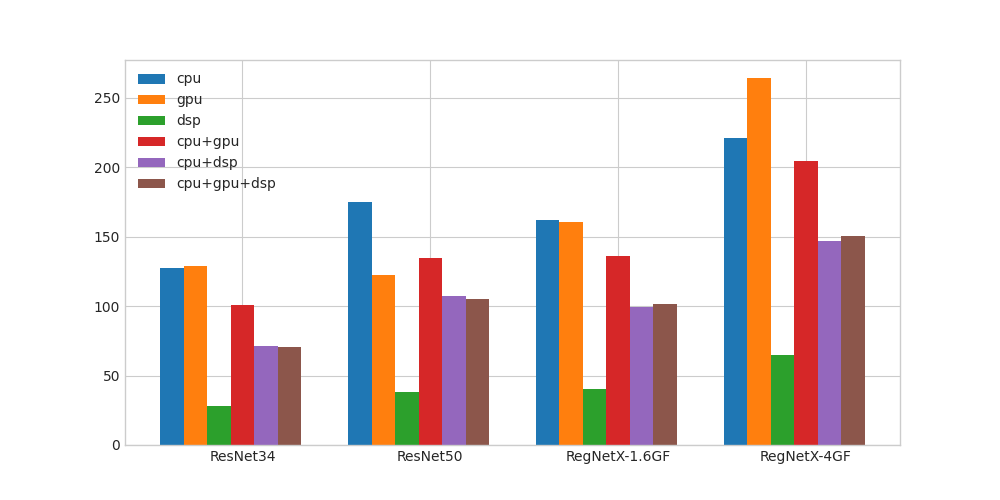 cpu
gpu
dsp
cpu+gpu
cpu+dsp
cpu+gpu+dsp
250
200
150
100
50
0
ResNet34 ResNet50 RegNetX-1.6GF RegNetX-4GF